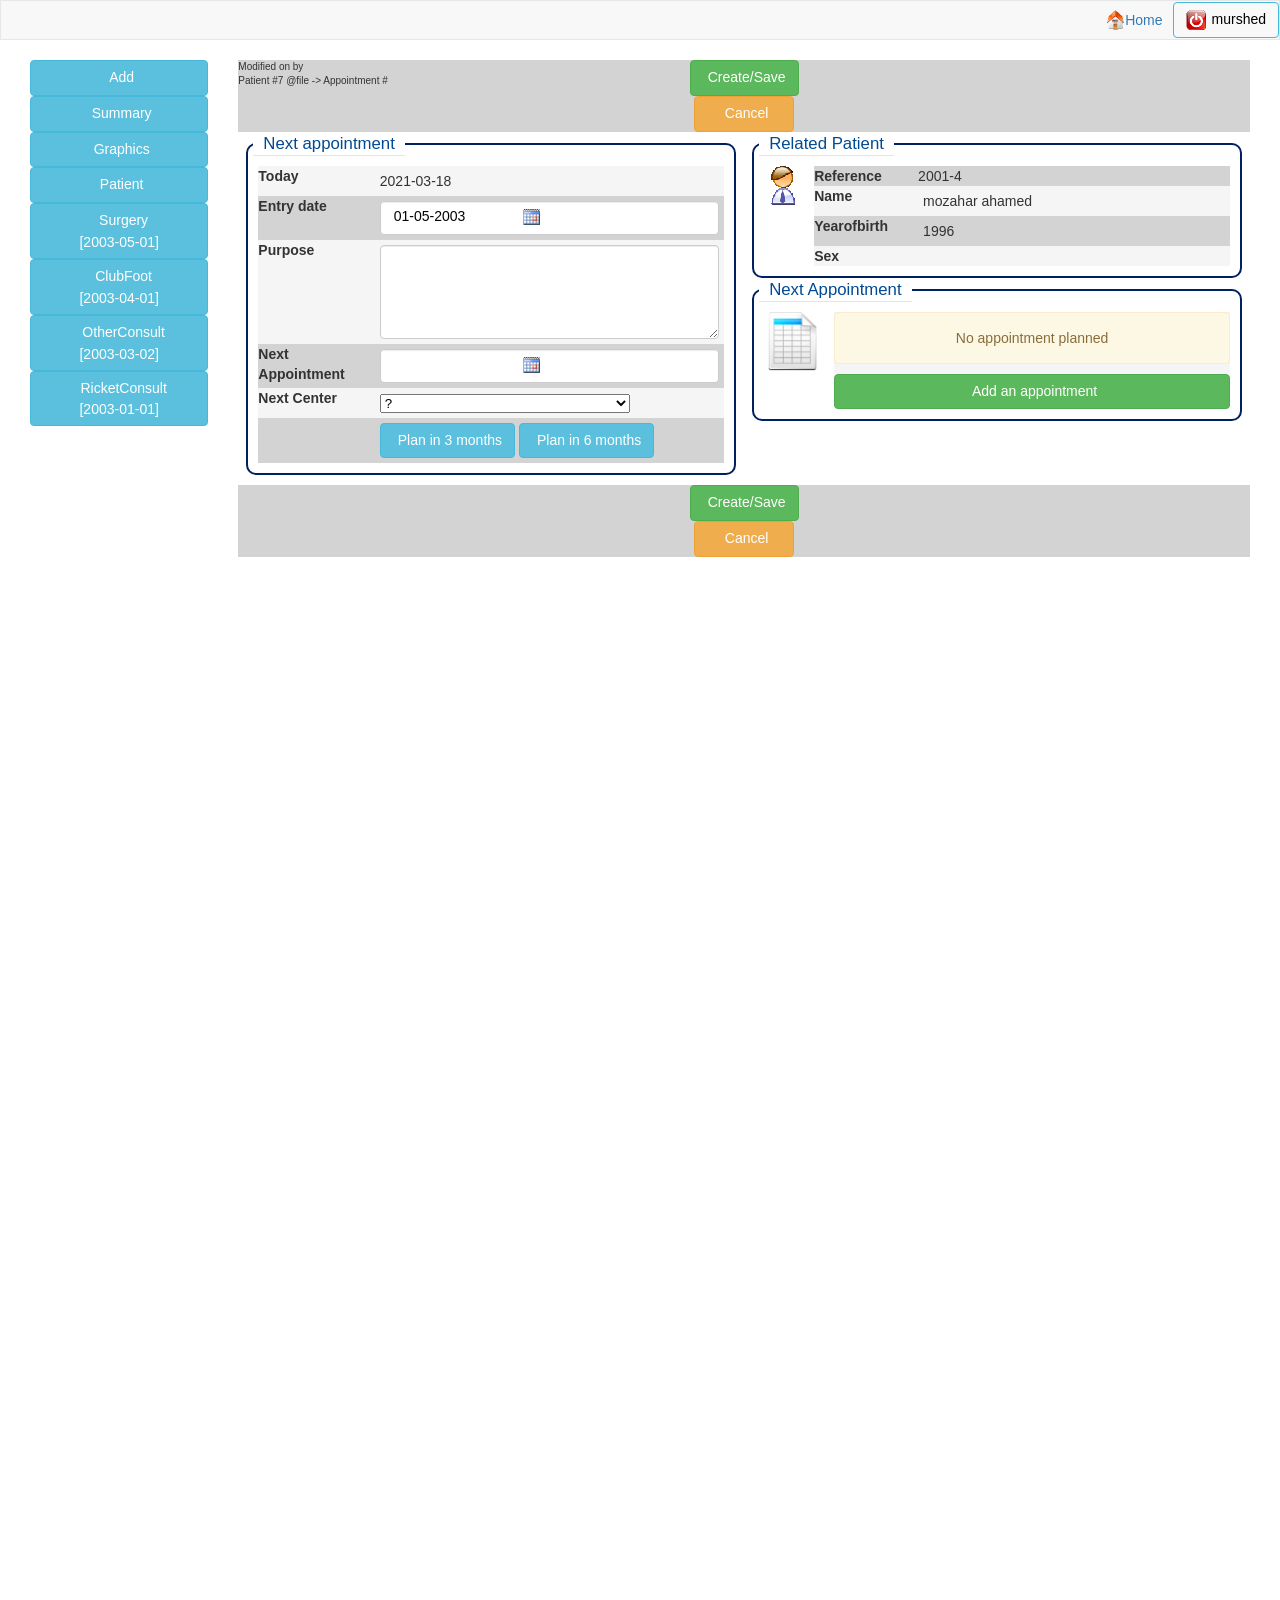 Home
murshed
Add
Summary
Graphics
Patient
Surgery
[2003-05-01]
ClubFoot
[2003-04-01]
OtherConsult
[2003-03-02]
RicketConsult
[2003-01-01]
Modified on by
Patient #7 @file -> Appointment #
Create/Save
Cancel
Next appointment
Today 2021-03-18
Entry date 01-05-2003
Purpose
Next
Appointment
Next Center ?
Plan in 3 months Plan in 6 months
Related Patient
Reference 2001-4
Name mozahar ahamed
Yearofbirth 1996
Sex
Next Appointment
No appointment planned
Add an appointment
Create/Save
Cancel